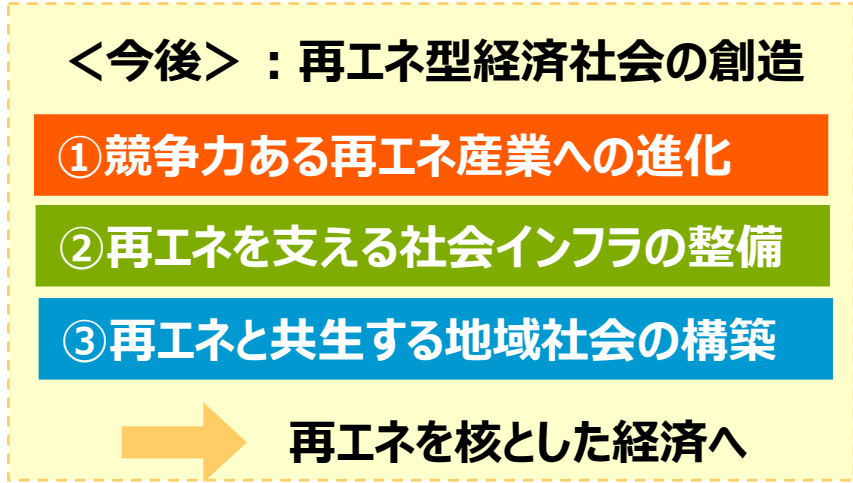 ＜今後＞：再エネ型経済社会の創造
①競争力ある再エネ産業への進化
②再エネを支える社会インフラの整備
③再エネと共生する地域社会の構築
再エネを核とした経済へ